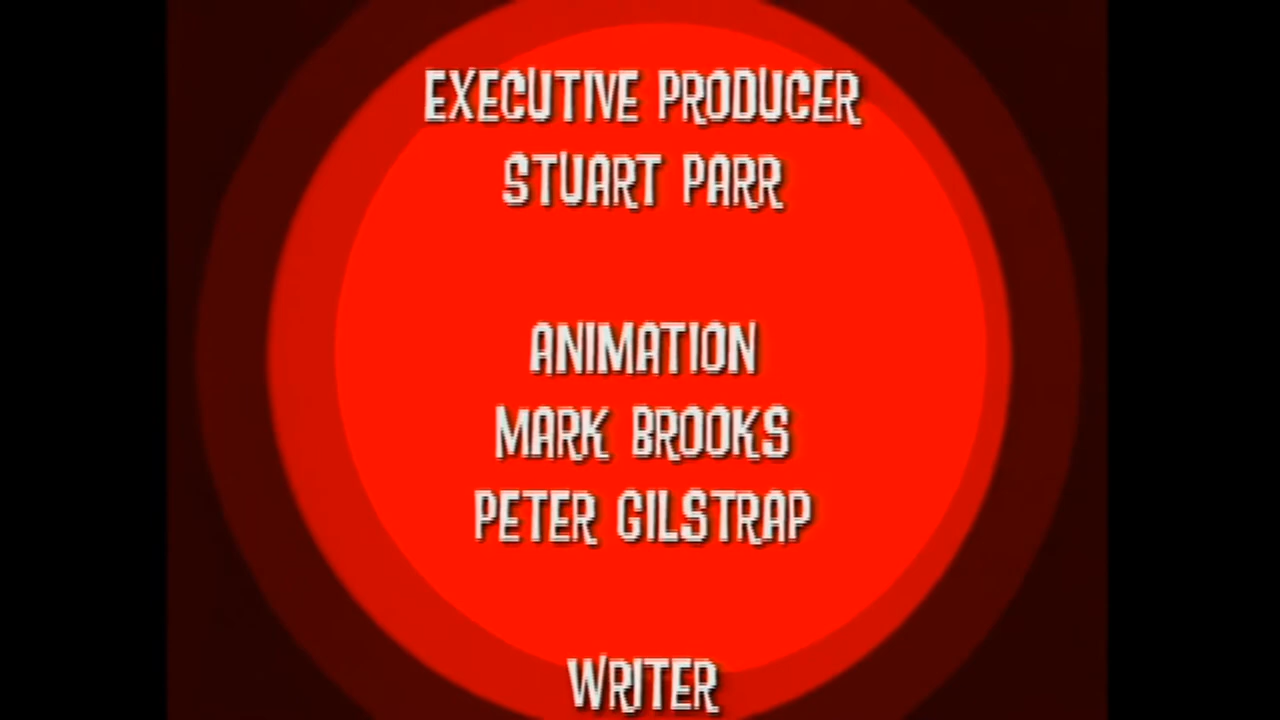 EXECUTIVE PRODUCER
STUART PARR
ANIMATION
MARK BROOKS
PETER GILSTRAP
WRITER